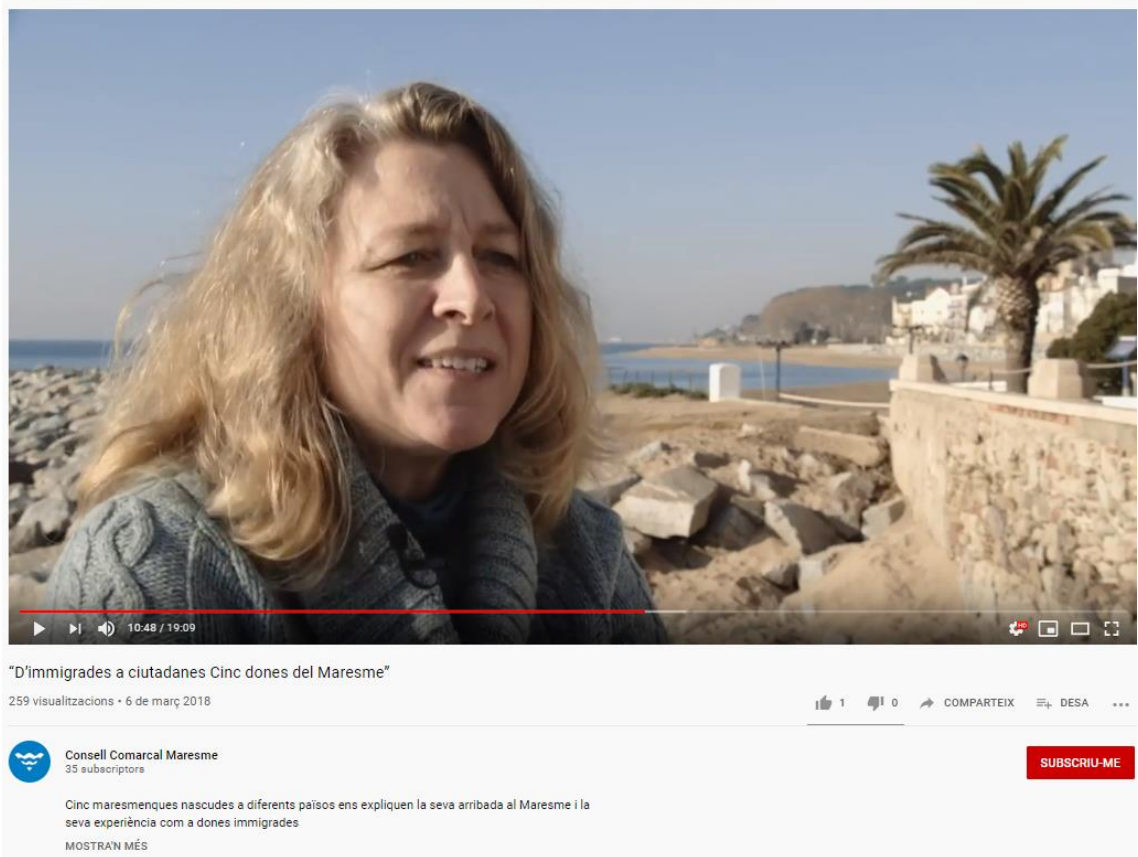 10:48 / 19:09
HD
“D’immigrades a ciutadanes Cinc dones del Maresme”
259 visualitzacions • 6 de març 2018
1
0
COMPARTEIX
DESA
Consell Comarcal Maresme
35 subscriptors
SUBSCRIU-ME
Cinc maresmenques nascudes a diferents països ens expliquen la seva arribada al Maresme i la
seva experiència com a dones immigrades
MOSTRA'N MÉS